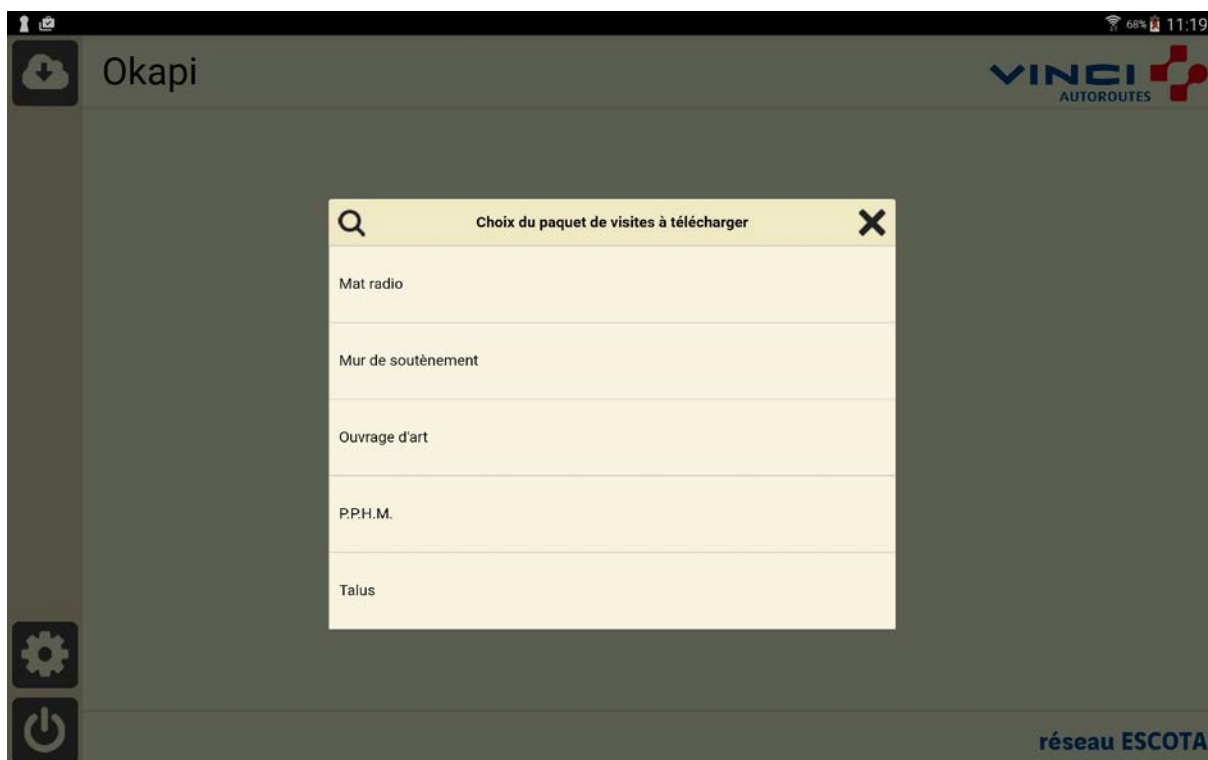 68% 11:19
Okapi
VINCI
AUTOROUTES
Choix du paquet de visites à télécharger
Mat radio
Mur de soutènement
Ouvrage d'art
P.P.H.M.
Talus
réseau ESCOTA